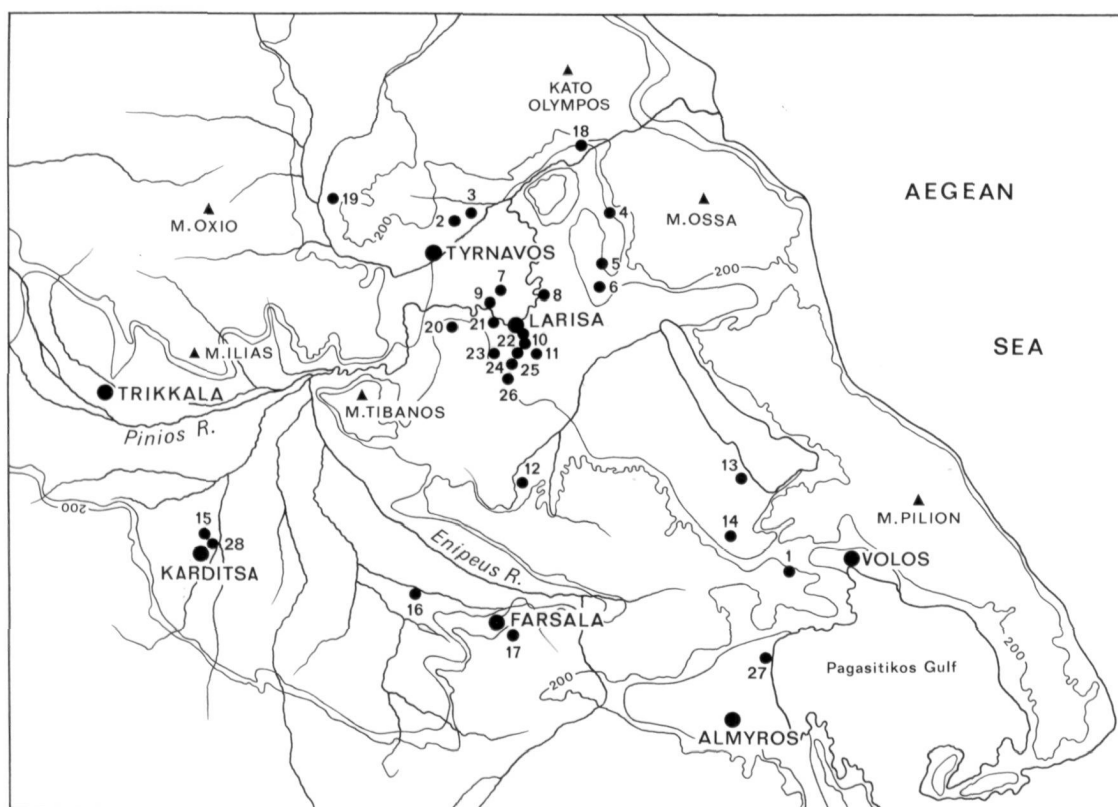 KATO
OLYMPOS
18
AEGEAN
19
3
2
4
M.OXIO
M.OSSA
200
TYRNAVOS
5
200
7
6
9
8
LARISA
20
21
22
10
SEA
M.ILIAS
23
11
24
25
TRIKKALA
26
M.TIBANOS
Pinios R.
12
13
200
M.PILION
15
14
28
1
VOLOS
KARDITSA
Enipeus R.
16
FARSALA
17
200
27
Pagasitikos Gulf
200
ALMYROS